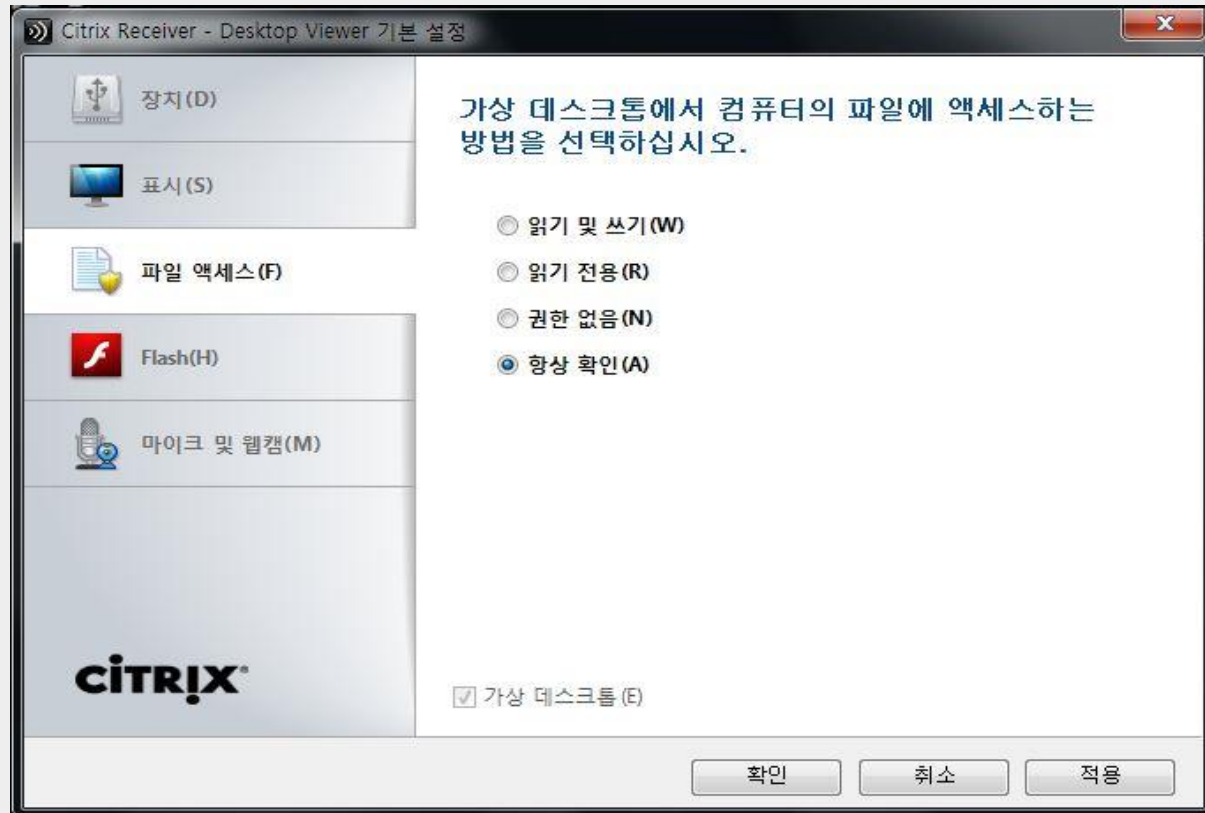 Citrix Receiver - Desktop Viewer 기본 설정
장치(D)
표시(S)
파일 액세스(F)
Flash(H)
마이크 및 웹캠(M)
CİTRIX
가상 데스크톱에서 컴퓨터의 파일에 액세스하는
방법을 선택하십시오.
읽기 및 쓰기(W)
읽기 전용(R)
권한 없음(N)
항상 확인(A)
가상 데스크톱(E)
확인
취소
적용